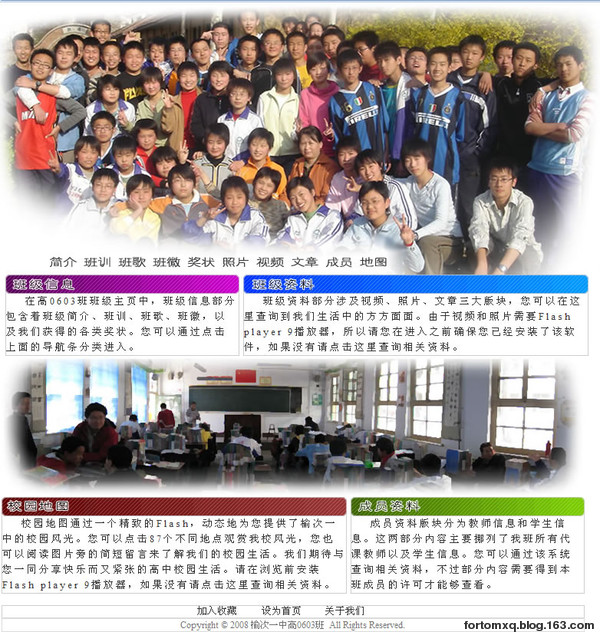 简介 班训 班歌 班徽 奖状 照片 视频 文章 成员 地图
班级信息
在高0603班班级主页中，班级信息部分
包含着班级简介、班训、班歌、班徽，以
及我们获得的各类奖状。您可以通过点击
上面的导航条分类进入。
班级资料
班级资料部分涉及视频、照片、文章三大版块，您可以在这
里查询到我们生活中的方方面面。由于视频和照片需要Flash
player 9播放器，所以请您在进入之前确保您已经安装了该软
件，如果没有请点击这里查询相关资料。
校园地图
校园地图通过一个精致的Flash，动态地为您提供了榆次一
中的校园风光。您可以点击87个不同地点观赏我校风光，您也
可以阅读图片旁的简短留言来了解我们的校园生活。我们期待与
您一同分享快乐而又紧张的高中校园生活。请在浏览前安装
Flash player 9播放器，如果没有请点击这里查询相关资料。
成员资料
成员资料版块分为教师信息和学生信
息。这两部分内容主要挪列了我班所有代
课教师以及学生信息。您可以通过该系统
查询相关资料，不过部分内容需要得到本
班成员的许可才能够查看。
加入收藏 设为首页 关于我们
Copyright © 2008 榆次一中高0603班 All Rights Reserved.
fortomxq.blog.163.com